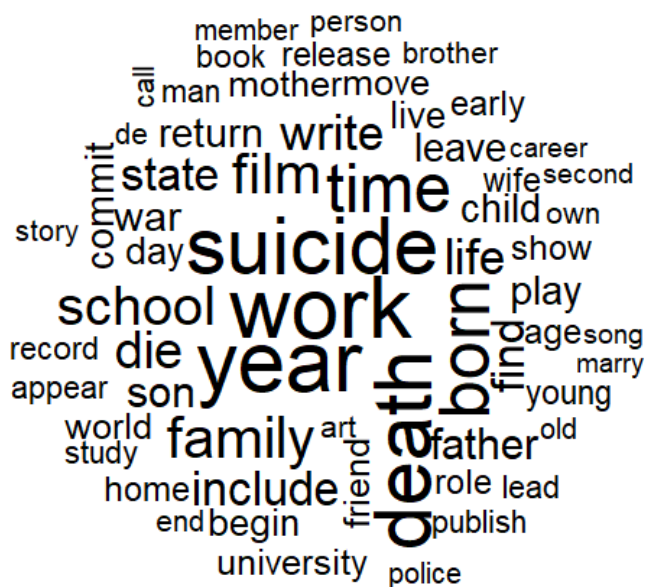 member person
book release brother
call man mothermove
live early
de return write leave career
commit state film time wife second
war child own
story day suicide life show
school work born play
record die year find age song
appear son death marry
world family art young
study father old
home include friend role lead
end begin publish
university police